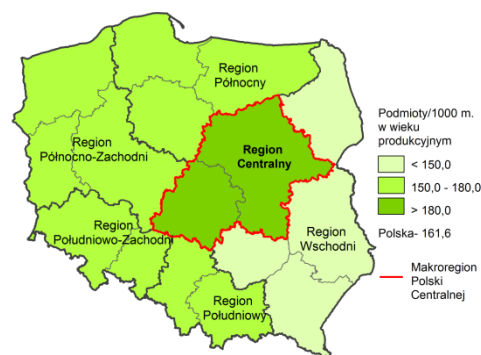 Region
Północny
Region
Północno-Zachodni
Region
Centralny
Region
Południowo-Zachodni
Region
Wschodni
Region
Południowy
Podmioty/1000 m.
w wieku
produkcyjnym
< 150,0
150,0 - 180,0
> 180,0
Polska- 161,6
Makroregion
Polski
Centralnej